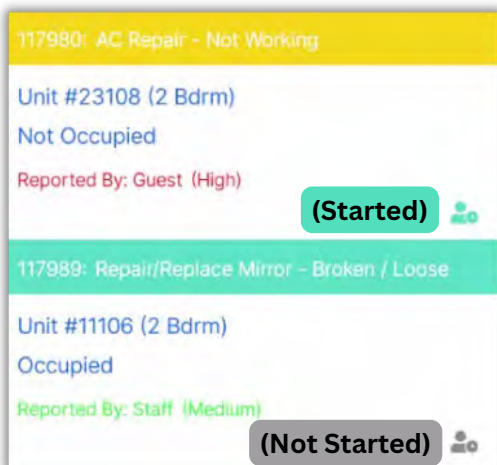 117980: AC Repair - Not Working
Unit #23108 (2 Bdrm)
Not Occupied
Reported By: Guest (High)
(Started)
117989: Repair/Replace Mirror - Broken / Loose
Unit #11106 (2 Bdrm)
Occupied
Reported By: Staff (Medium)
(Not Started)